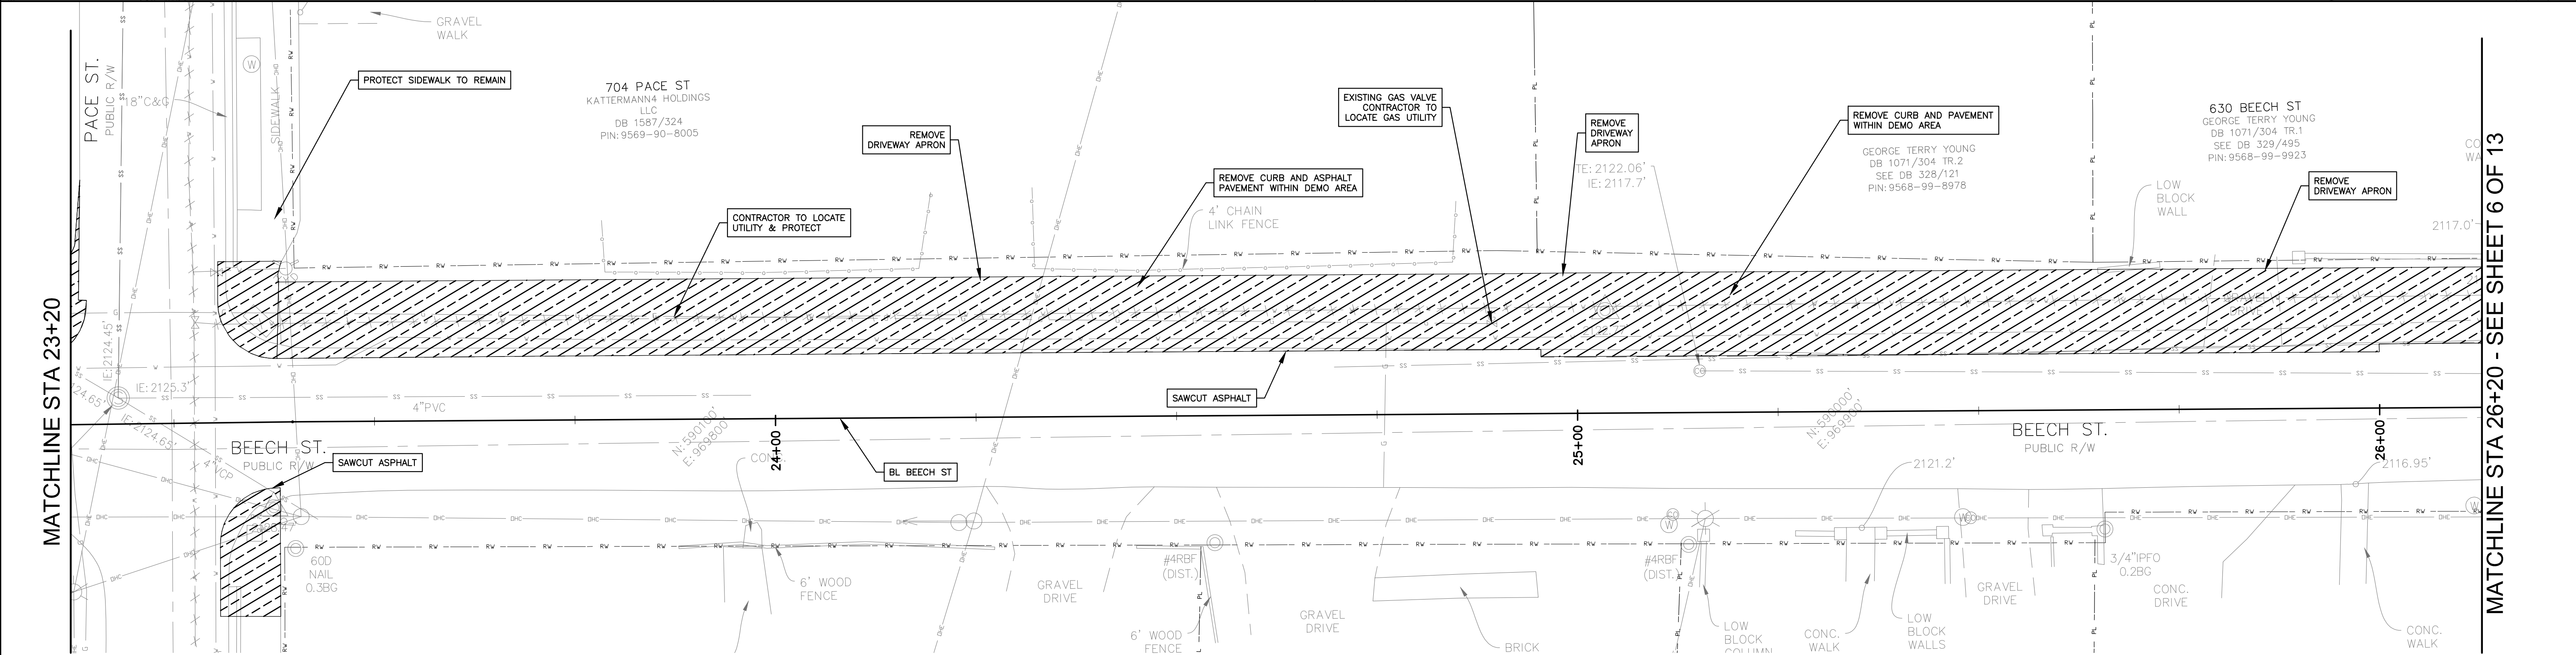 MATCHLINE STA 23+20
PACE ST.
PUBLIC R/W
18"C&G
SIDEWALK
W
GRAVEL
WALK
PROTECT SIDEWALK TO REMAIN
704 PACE ST
KATTERMANN4 HOLDINGS
LLC
DB 1587/324
PIN: 9569-90-8005
REMOVE
DRIVEWAY APRON
CONTRACTOR TO LOCATE
UTILITY & PROTECT
REMOVE CURB AND ASPHALT
PAVEMENT WITHIN DEMO AREA
4' CHAIN
LINK FENCE
EXISTING GAS VALVE
CONTRACTOR TO
LOCATE GAS UTILITY
REMOVE
DRIVEWAY
APRON
TE: 2122.06'
IE: 2117.7'
REMOVE CURB AND PAVEMENT
WITHIN DEMO AREA
GEORGE TERRY YOUNG
DB 1071/304 TR.2
SEE DB 328/121
PIN: 9568-99-8978
630 BEECH ST
GEORGE TERRY YOUNG
DB 1071/304 TR.1
SEE DB 329/495
PIN: 9568-99-9923
LOW
BLOCK
WALL
REMOVE
DRIVEWAY APRON
2117.0'
GRAVEL
DRIVE
MATCHLINE STA 26+20 - SEE SHEET 6 OF 13
IE: 2124.45'
IE: 2125.3'
IE: 2124.65'
4" VCP
4"PVC
SAWCUT ASPHALT
BEECH ST.
PUBLIC R/W
SAWCUT ASPHALT
N: 590100'
E: 969800'
24+00
BL BEECH ST
25+00
N: 590000'
E: 969900'
BEECH ST.
PUBLIC R/W
26+00
CONC.
2121.2'
2116.95'
60D
NAIL
0.3BG
6' WOOD
FENCE
GRAVEL
DRIVE
#4RBF
(DIST.)
6' WOOD
FENCE
GRAVEL
DRIVE
BRICK
#4RBF
(DIST.)
LOW
BLOCK
COLUMN
CONC.
WALK
LOW
BLOCK
WALLS
GRAVEL
DRIVE
3/4"IPFO
0.2BG
CONC.
DRIVE
CONC.
WALK